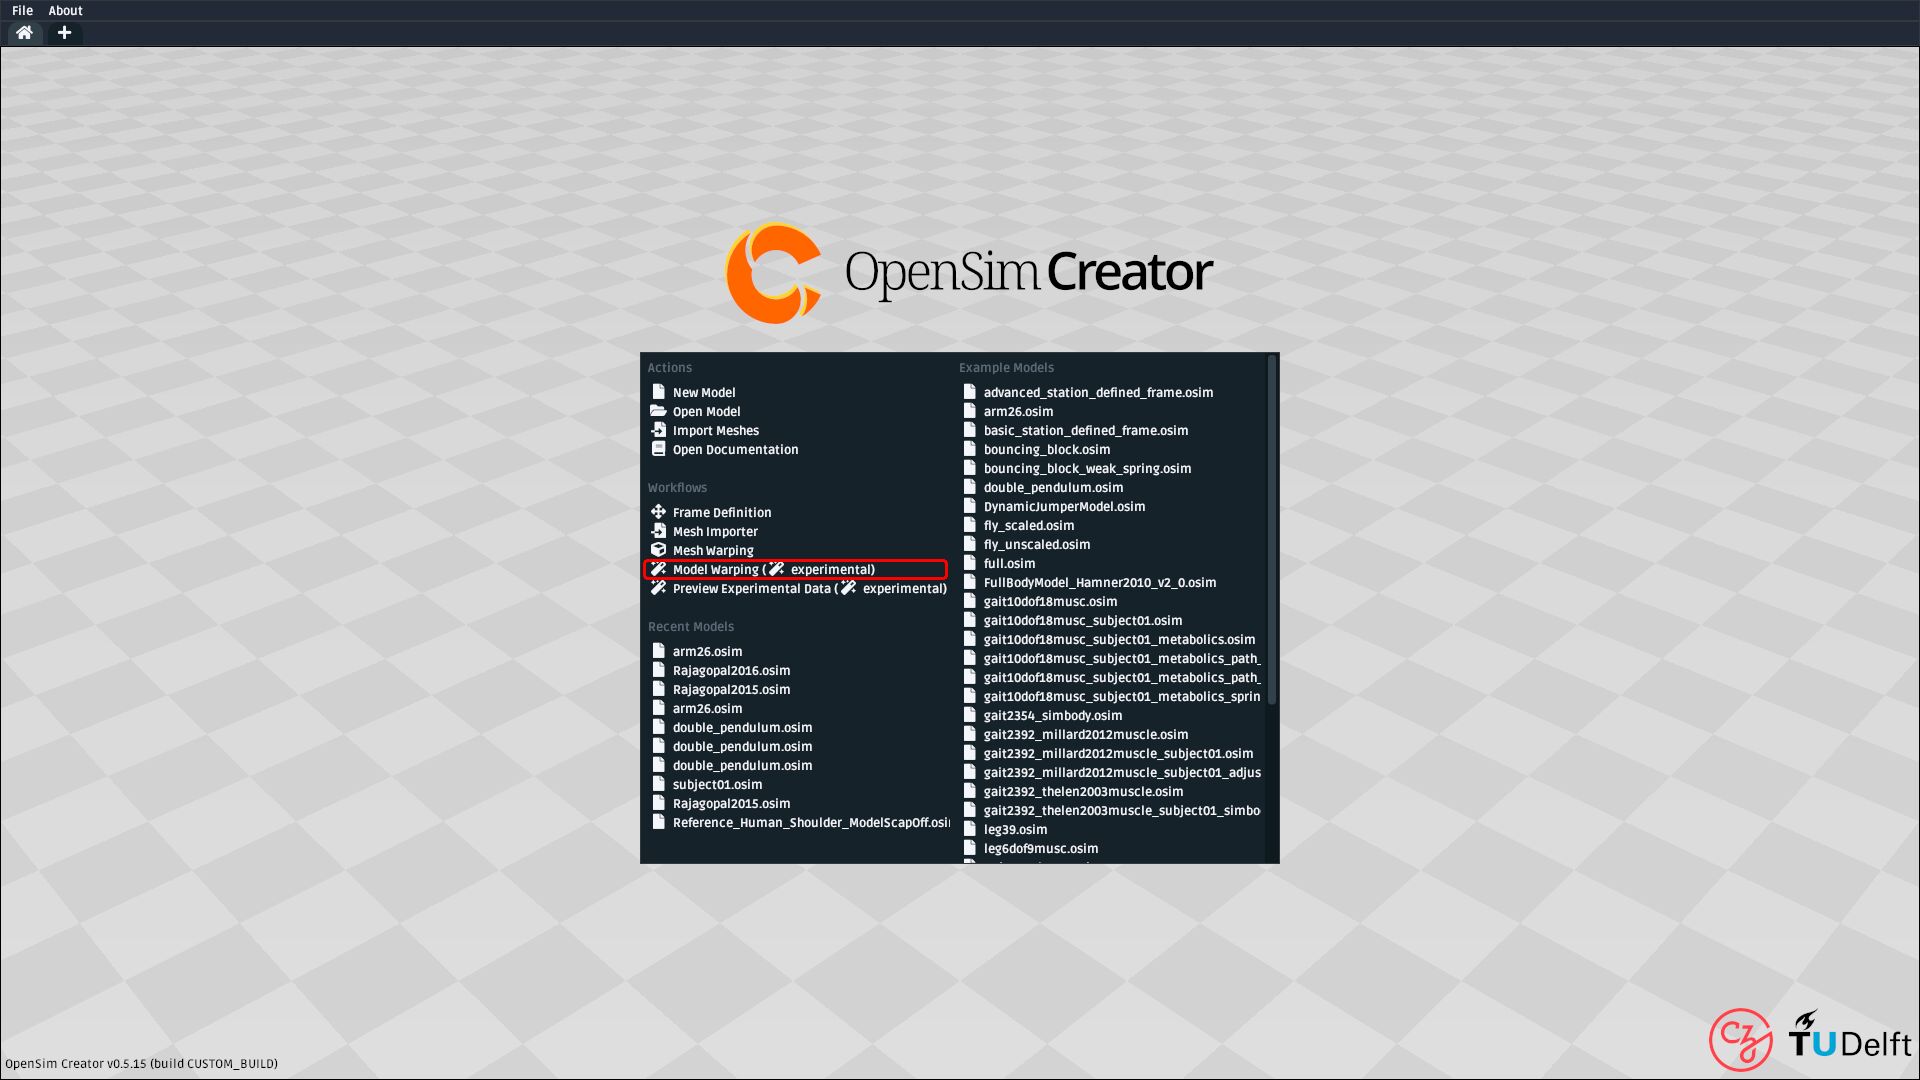 File About
OpenSim Creator
Actions
New Model
Open Model
Import Meshes
Open Documentation
Workflows
Frame Definition
Mesh Importer
Mesh Warping
Model Warping ( experimental)
Preview Experimental Data ( experimental)
Recent Models
arm26.osim
Rajagopal2016.osim
Rajagopal2015.osim
arm26.osim
double_pendulum.osim
double_pendulum.osim
double_pendulum.osim
subject01.osim
Rajagopal2015.osim
Reference_Human_Shoulder_ModelScapOff.osi
Example Models
advanced_station_defined_frame.osim
arm26.osim
basic_station_defined_frame.osim
bouncing_block.osim
bouncing_block_weak_spring.osim
double_pendulum.osim
DynamicJumperModel.osim
fly_scaled.osim
fly_unscaled.osim
full.osim
FullBodyModel_Hamner2010_v2_0.osim
gait10dof18musc.osim
gait10dof18musc_subject01.osim
gait10dof18musc_subject01_metabolics.osim
gait10dof18musc_subject01_metabolics_path_
gait10dof18musc_subject01_metabolics_path_
gait10dof18musc_subject01_metabolics_sprin
gait2354_simbody.osim
gait2392_millard2012muscle.osim
gait2392_millard2012muscle_subject01.osim
gait2392_millard2012muscle_subject01_adjus
gait2392_thelen2003muscle.osim
gait2392_thelen2003muscle_subject01_simbo
leg39.osim
leg6dof9musc.osim
CZI
TUDelft
OpenSim Creator v0.5.15 (build CUSTOM_BUILD)